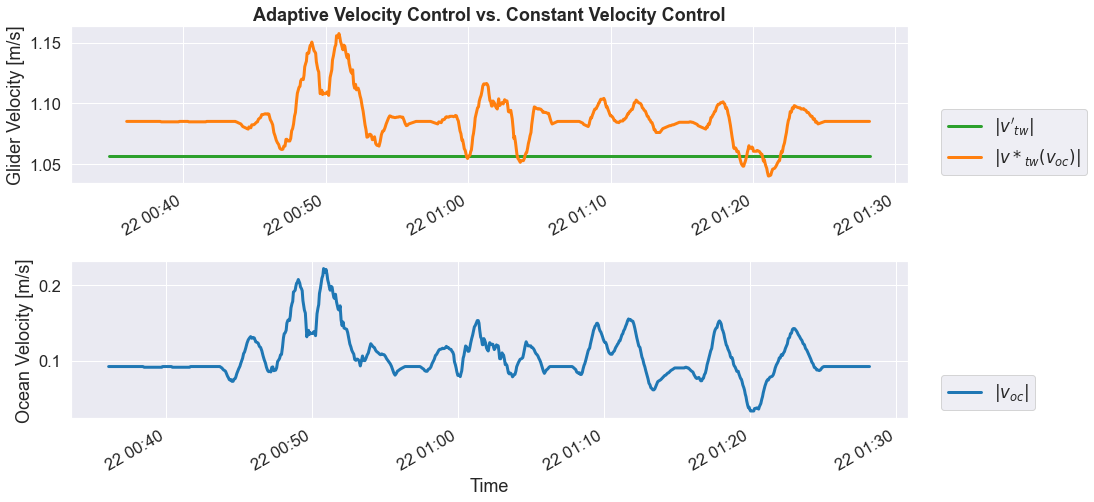 Adaptive Velocity Control vs. Constant Velocity Control
Glider Velocity [m/s]
1.15
1.10
1.05
22 00:40
22 00:50
22 01:00
22 01:10
22 01:20
22 01:30
|v′tw|
|v*tw(voc)|
Ocean Velocity [m/s]
0.2
0.1
22 00:40
22 00:50
22 01:00
22 01:10
22 01:20
22 01:30
Time
|voc|